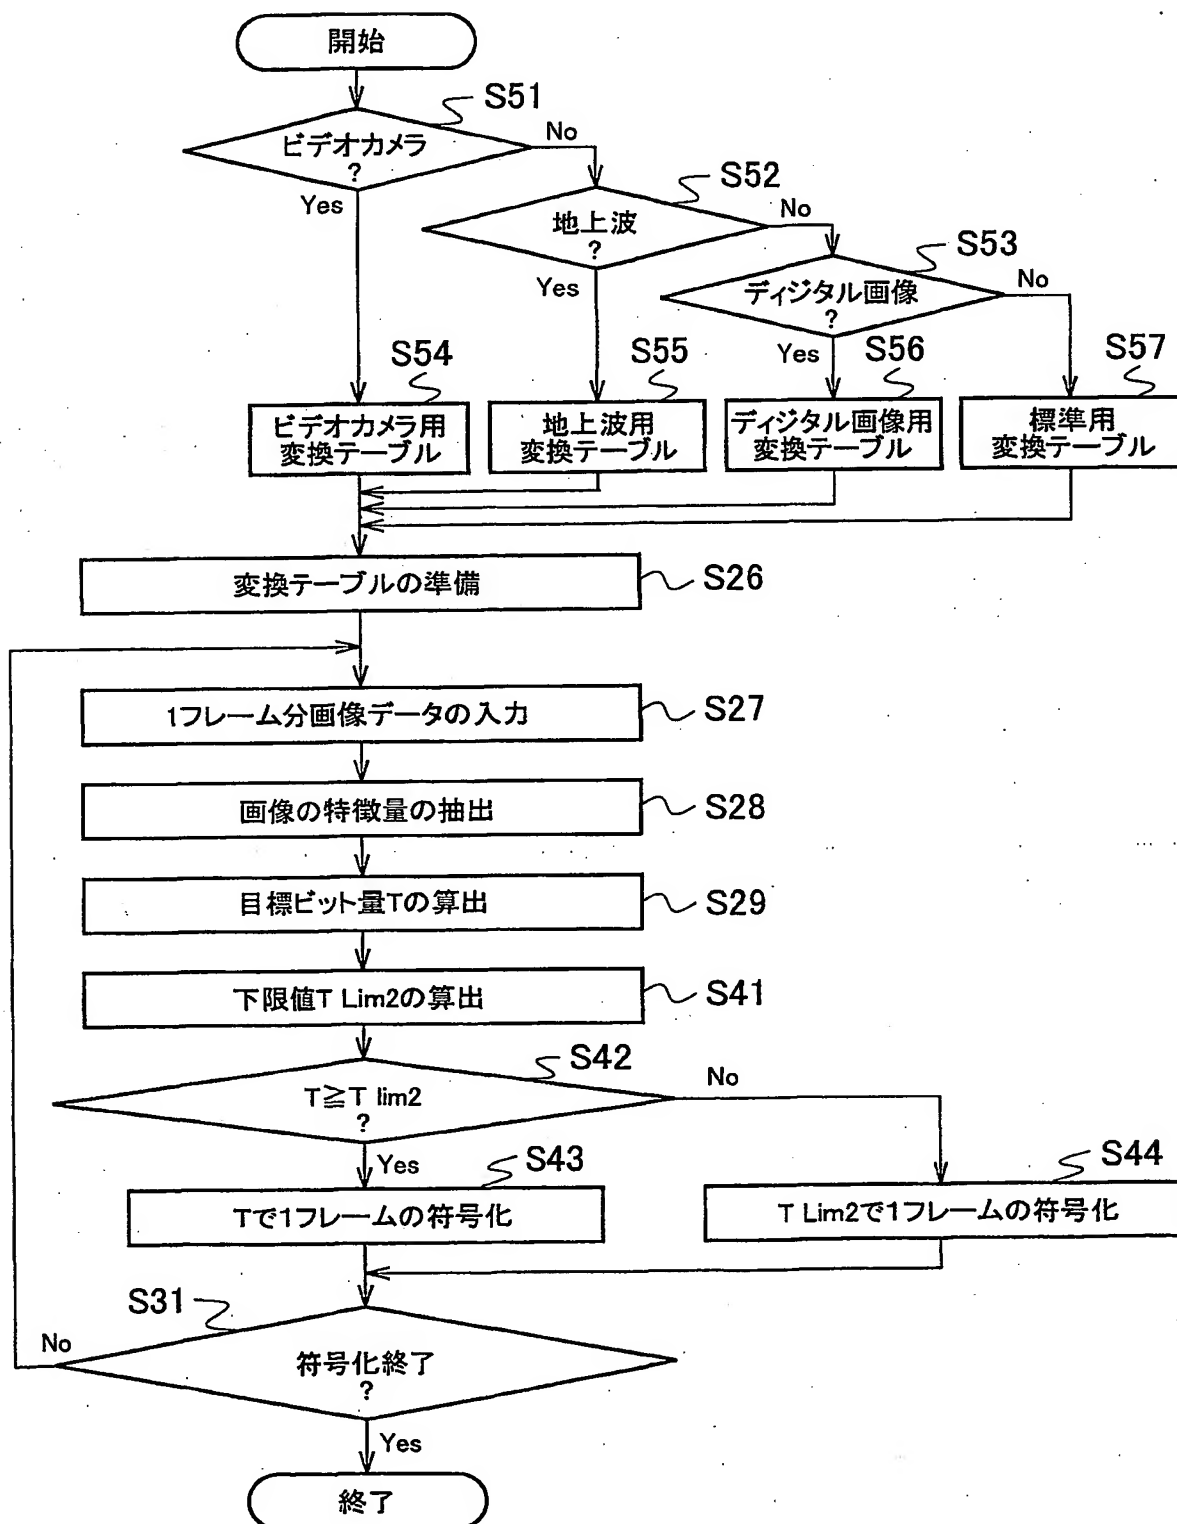 開始
S51
ビデオカメラ
?
No
Yes
S52
地上波
?
No
Yes
S53
ディジタル画像
?
No
Yes
S54
ビデオカメラ用
変換テーブル
S55
地上波用
変換テーブル
S56
ディジタル画像用
変換テーブル
S57
標準用
変換テーブル
変換テーブルの準備
S26
1フレーム分画像データの入力
S27
画像の特徴量の抽出
S28
目標ビット量Tの算出
S29
下限値T Lim2の算出
S41
S42
T≧T lim2
?
No
Yes
S43
Tで1フレームの符号化
S44
T Lim2で1フレームの符号化
S31
No
符号化終了
?
Yes
終了